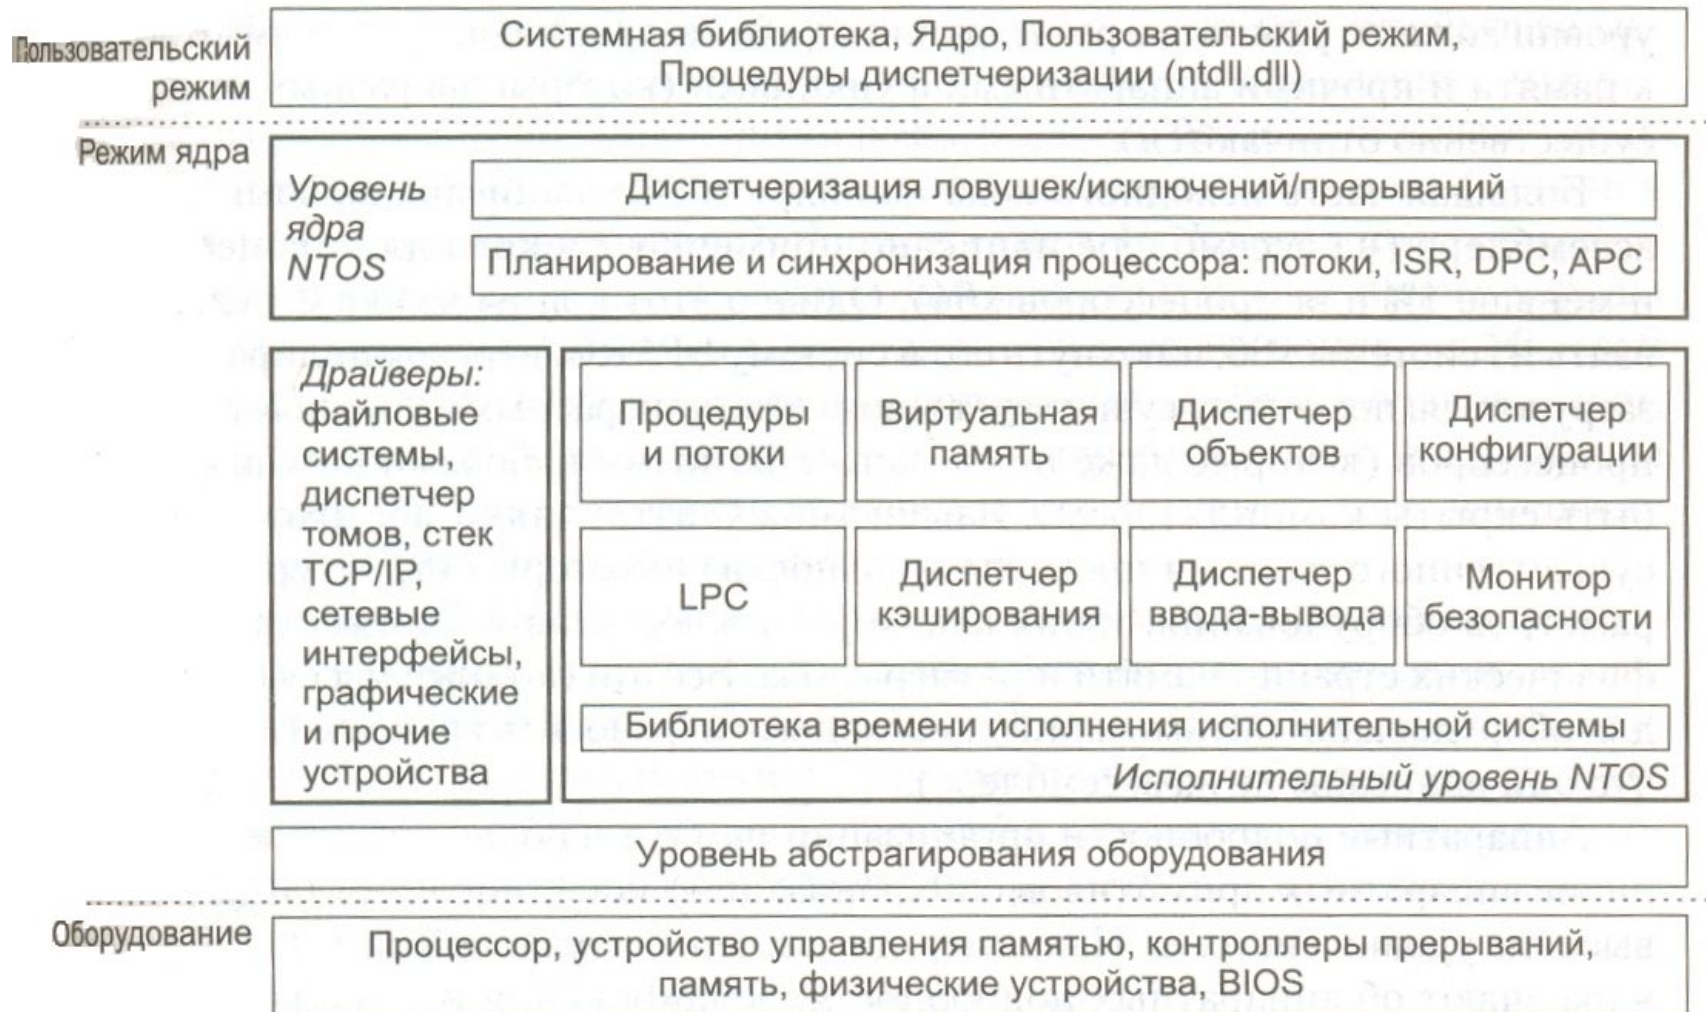 Пользовательский
режим
Системная библиотека, Ядро, Пользовательский режим,
Процедуры диспетчеризации (ntdll.dll)
Режим ядра
Уровень
ядра
NTOS
Диспетчеризация ловушек/исключений/прерываний
Планирование и синхронизация процессора: потоки, ISR, DPC, APC
Драйверы:
файловые
системы,
диспетчер
томов, стек
TCP/IP,
сетевые
интерфейсы,
графические
и прочие
устройства
Процедуры
и потоки
Виртуальная
память
Диспетчер
объектов
Диспетчер
конфигурации
LPC
Диспетчер
кэширования
Диспетчер
ввода-вывода
Монитор
безопасности
Библиотека времени исполнения исполнительной системы
Исполнительный уровень NTOS
Уровень абстрагирования оборудования
Оборудование
Процессор, устройство управления памятью, контроллеры прерываний,
память, физические устройства, BIOS